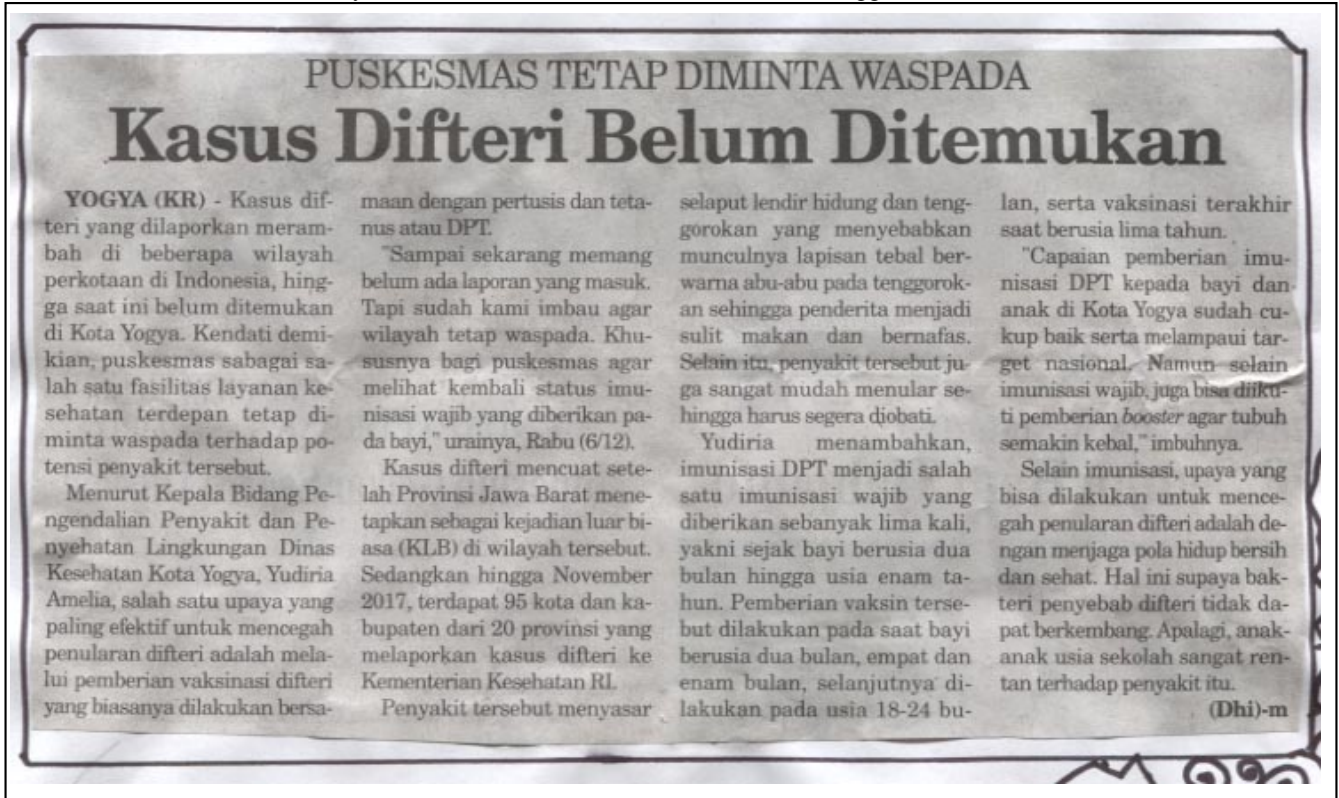 PUSKESMAS TETAP DIMINTA WASPADA
Kasus Difteri Belum Ditemukan
YOGYA (KR) - Kasus dif-
teri yang dilaporkan meram-
bah di beberapa wilayah
perkotaan di Indonesia, hing-
ga saat ini belum ditemukan
di Kota Yogya. Kendati demi-
kian, puskesmas sabagai sa-
lah satu fasilitas layanan ke-
sehatan terdepan tetap di-
minta waspada terhadap po-
tensi penyakit tersebut.
Menurut Kepala Bidang Pe-
ngendalian Penyakit dan Pe-
nyehatan Lingkungan Dinas
Kesehatan Kota Yogya, Yudiria
Amelia, salah satu upaya yang
paling efektif untuk mencegah
penularan difteri adalah mela-
lui pemberian vaksinasi difteri
yang biasanya dilakukan bersa-
maan dengan pertusis dan teta-
nus atau DPT.
"Sampai sekarang memang
belum ada laporan yang masuk.
Tapi sudah kami imbau agar
wilayah tetap waspada. Khu-
susnya bagi puskesmas agar
melihat kembali status imu-
nisasi wajib yang diberikan pa-
da bayi," urainya, Rabu (6/12).
Kasus difteri mencuat sete-
lah Provinsi Jawa Barat mene-
tapkan sebagai kejadian luar bi-
asa (KLB) di wilayah tersebut.
Sedangkan hingga November
2017, terdapat 95 kota dan ka-
bupaten dari 20 provinsi yang
melaporkan kasus difteri ke
Kementerian Kesehatan RI.
Penyakit tersebut menyasar
selaput lendir hidung dan teng-
gorokan yang menyebabkan
munculnya lapisan tebal ber-
warna abu-abu pada tenggorok-
an sehingga penderita menjadi
sulit makan dan bernafas.
Selain itu, penyakit tersebut ju-
ga sangat mudah menular se-
hingga harus segera diobati.
Yudiria menambahkan,
imunisasi DPT menjadi salah
satu imunisasi wajib yang
diberikan sebanyak lima kali,
yakni sejak bayi berusia dua
bulan hingga usia enam ta-
hun. Pemberian vaksin terse-
but dilakukan pada saat bayi
berusia dua bulan, empat dan
enam bulan, selanjutnya di-
lakukan pada usia 18-24 bu-
lan, serta vaksinasi terakhir
saat berusia lima tahun.
"Capaian pemberian imu-
nisasi DPT kepada bayi dan
anak di Kota Yogya sudah cu-
kup baik serta melampaui tar-
get nasional. Namun selain
imunisasi wajib, juga bisa diiku-
ti pemberian booster agar tubuh
semakin kebal," imbuhnya.
Selain imunisasi, upaya yang
bisa dilakukan untuk mence-
gah penularan difteri adalah de-
ngan menjaga pola hidup bersih
dan sehat. Hal ini supaya bak-
teri penyebab difteri tidak da-
pat berkembang. Apalagi, anak-
anak usia sekolah sangat ren-
tan terhadap penyakit itu.
(Dhi)-m